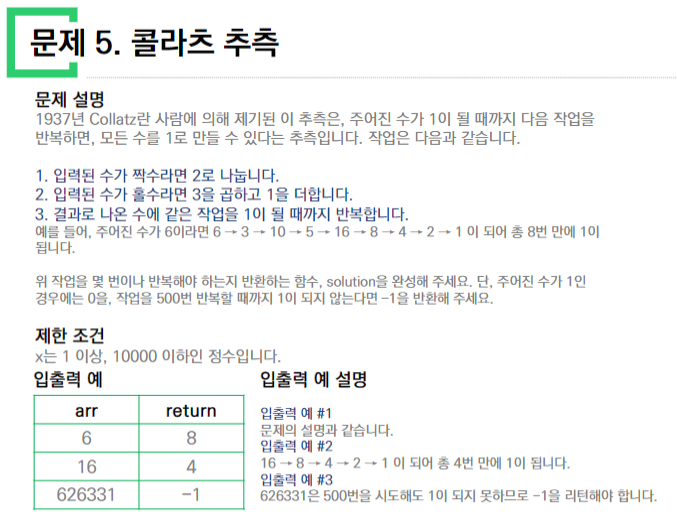 문제 5. 콜라츠 추측
문제 설명
1937년 Collatz란 사람에 의해 제기된 이 추측은, 주어진 수가 1이 될 때까지 다음 작업을
반복하면, 모든 수를 1로 만들 수 있다는 추측입니다. 작업은 다음과 같습니다.
1. 입력된 수가 짝수라면 2로 나눕니다.
2. 입력된 수가 홀수라면 3을 곱하고 1을 더합니다.
3. 결과로 나온 수에 같은 작업을 1이 될 때까지 반복합니다.
예를 들어, 주어진 수가 6이라면 6 → 3 → 10 → 5 → 16 → 8 → 4 → 2 → 1 이 되어 총 8번 만에 1이
됩니다.
위 작업을 몇 번이나 반복해야 하는지 반환하는 함수, solution을 완성해 주세요. 단, 주어진 수가 1인
경우에는 0을, 작업을 500번 반복할 때까지 1이 되지 않는다면 -1을 반환해 주세요.
제한 조건
x는 1 이상, 10000 이하인 정수입니다.
입출력 예
arr return
6 8
16 4
626331 -1
입출력 예 설명
입출력 예 #1
문제의 설명과 같습니다.
입출력 예 #2
16 → 8 → 4 → 2 → 1 이 되어 총 4번 만에 1이 됩니다.
입출력 예 #3
626331은 500번을 시도해도 1이 되지 못하므로 -1을 리턴해야 합니다.